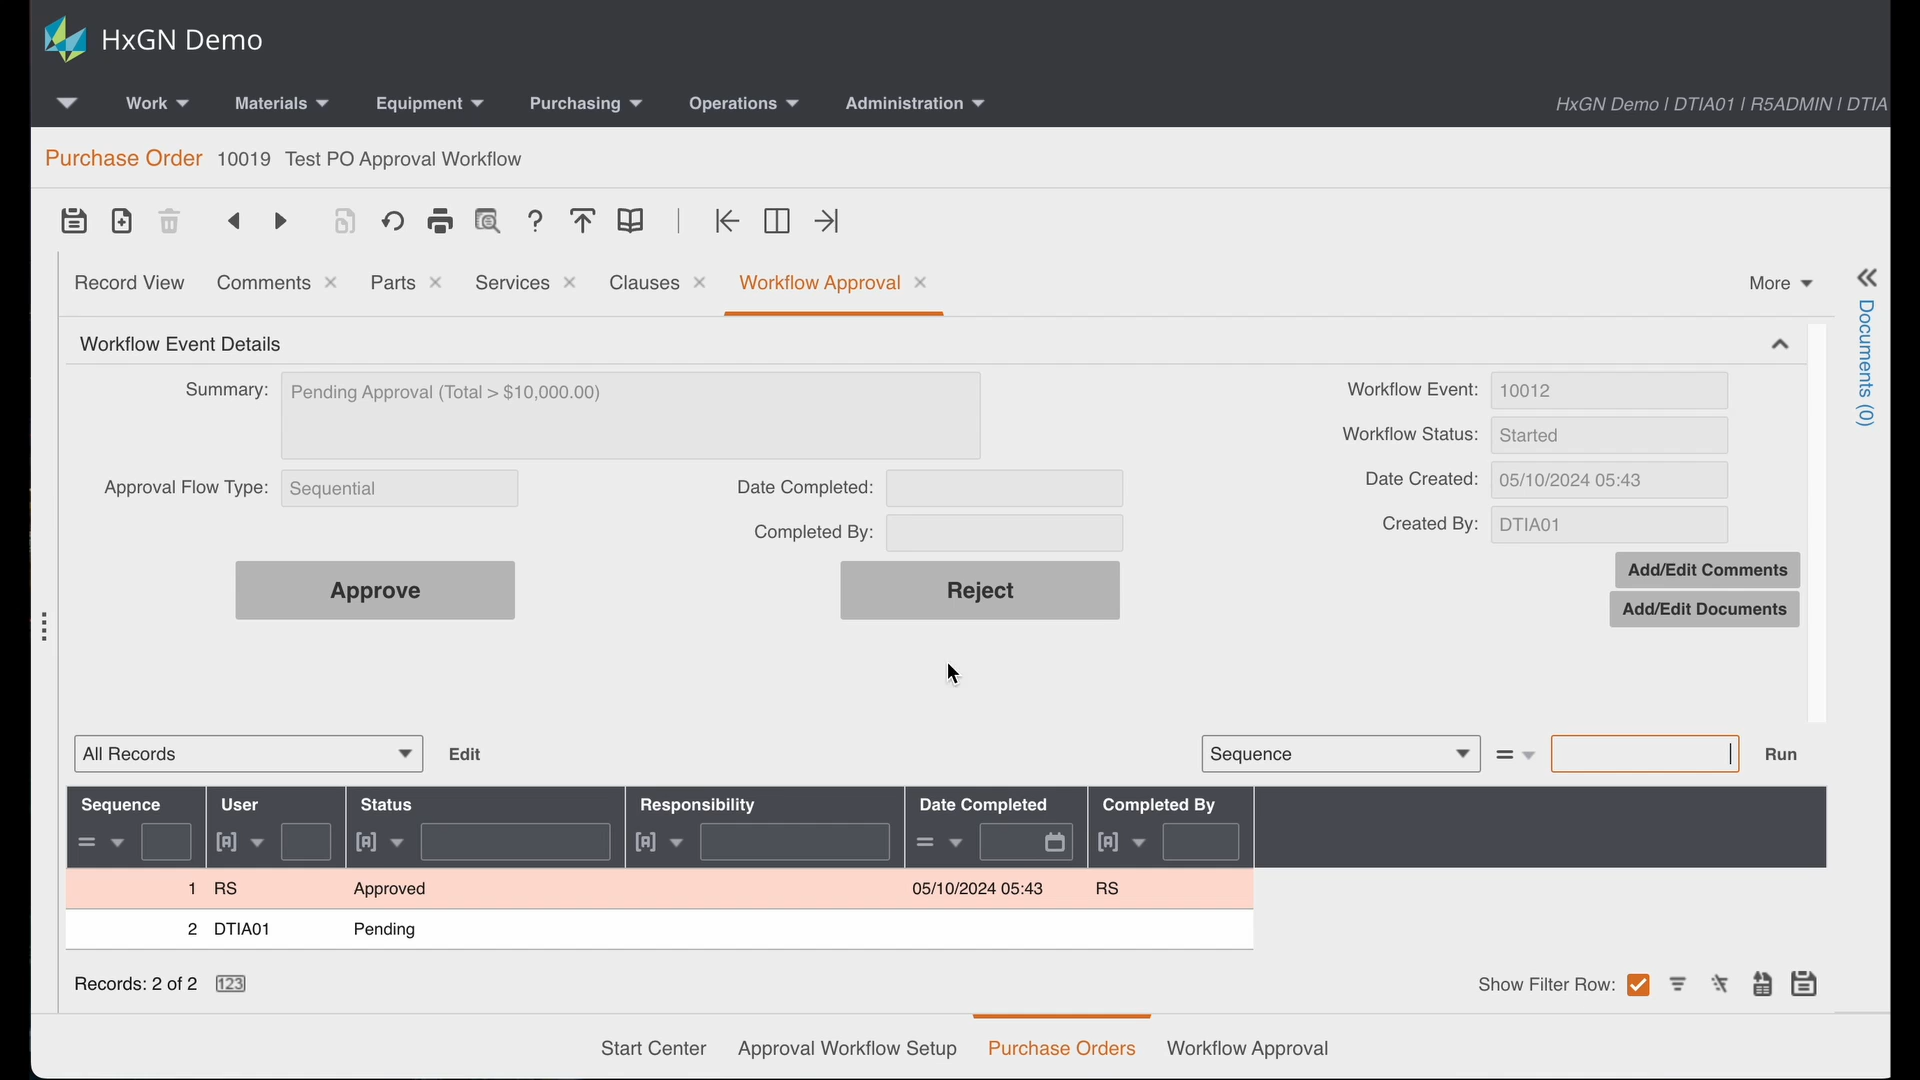 HxGN Demo
Work Materials Equipment Purchasing Operations Administration HxGN Demo | DTIA01 | R5ADMIN | DTIA
Purchase Order 10019 Test PO Approval Workflow
Record View Comments Parts Services Clauses Workflow Approval More
Documents (0)
Workflow Event Details
Summary: Pending Approval (Total > $10,000.00) Workflow Event: 10012
Workflow Status: Started
Date Created: 05/10/2024 05:43
Approval Flow Type: Sequential Date Completed:
Created By: DTIA01
Completed By:
Add/Edit Comments
Approve Reject
Add/Edit Documents
All Records Edit Sequence = Run
Sequence User Status Responsibility Date Completed Completed By
= [A] [A] [A] = [A]
1 RS Approved 05/10/2024 05:43 RS
2 DTIA01 Pending
Records: 2 of 2 123 Show Filter Row:
Start Center Approval Workflow Setup Purchase Orders Workflow Approval